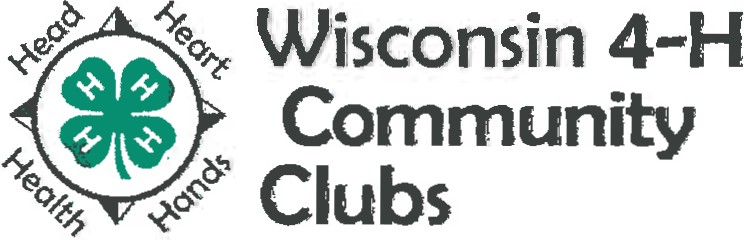 Head
Heart
H H
H H
Health
Hands
Wisconsin 4-H
Community
Clubs